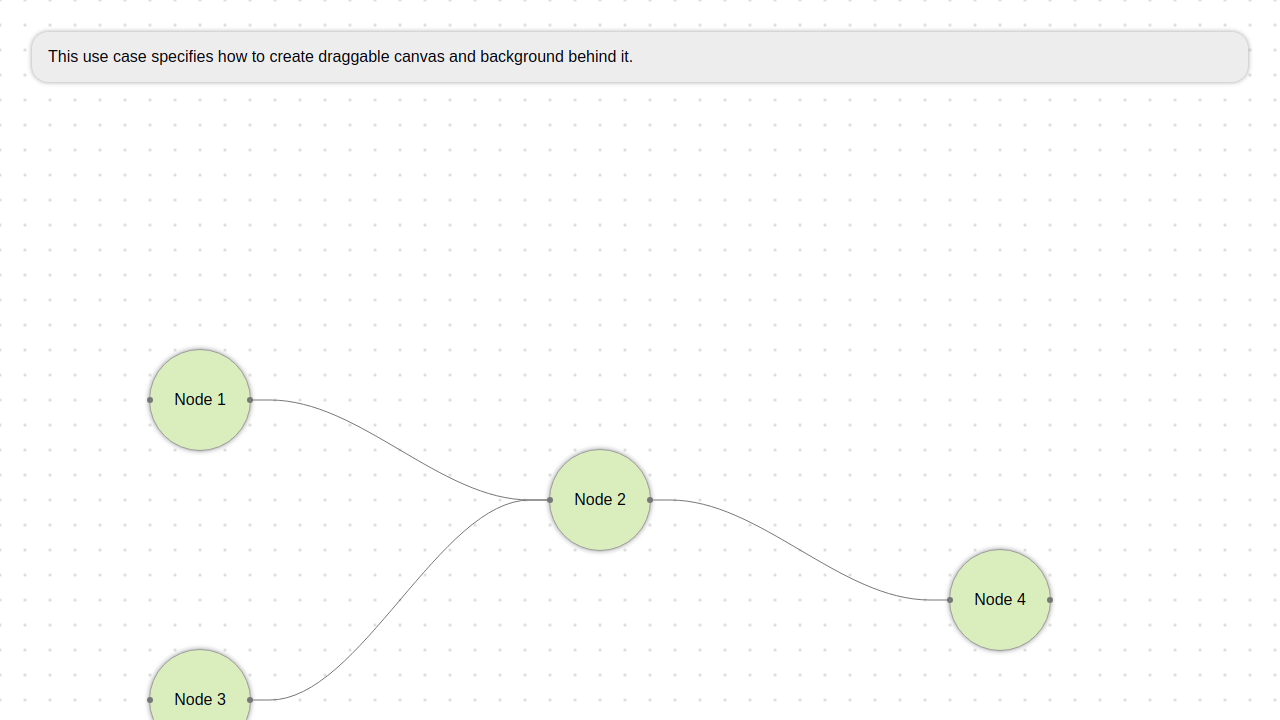 This use case specifies how to create draggable canvas and background behind it.
Node 1
Node 2
Node 4
Node 3